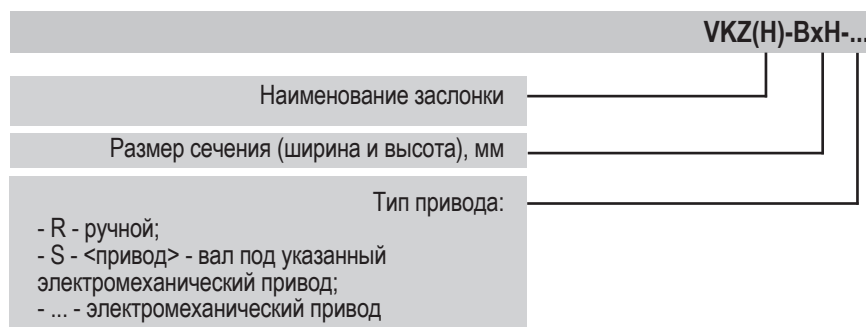 VKZ(H)-BxH-...
Наименование заслонки
Размер сечения (ширина и высота), мм
Тип привода:
- R - ручной;
- S - <привод> - вал под указанный
электромеханический привод;
- ... - электромеханический привод